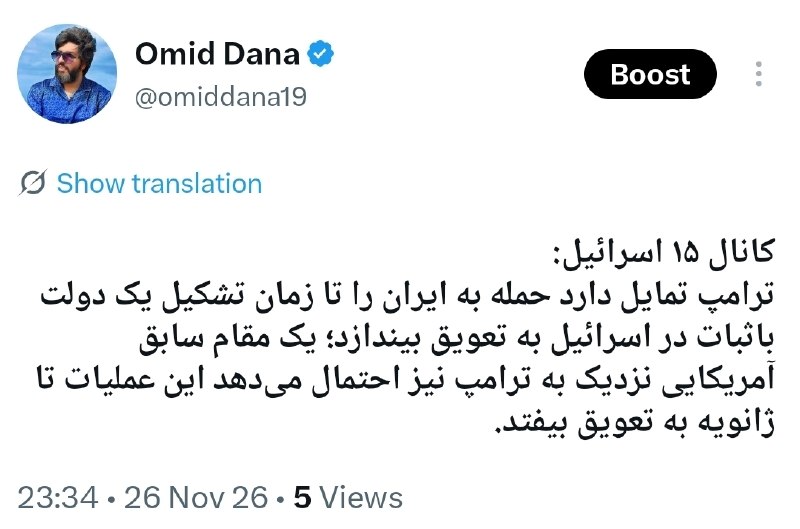 Omid Dana
@omiddana19
Boost
Show translation
کانال ۱۵ اسرائیل:
ترامپ تمایل دارد حمله به ایران را تا زمان تشکیل یک دولت
باثبات در اسرائیل به تعویق بیندازد؛ یک مقام سابق
آمریکایی نزدیک به ترامپ نیز احتمال می‌دهد این عملیات تا
ژانویه به تعویق بیفتد.
23:34 • 26 Nov 26 • 5 Views